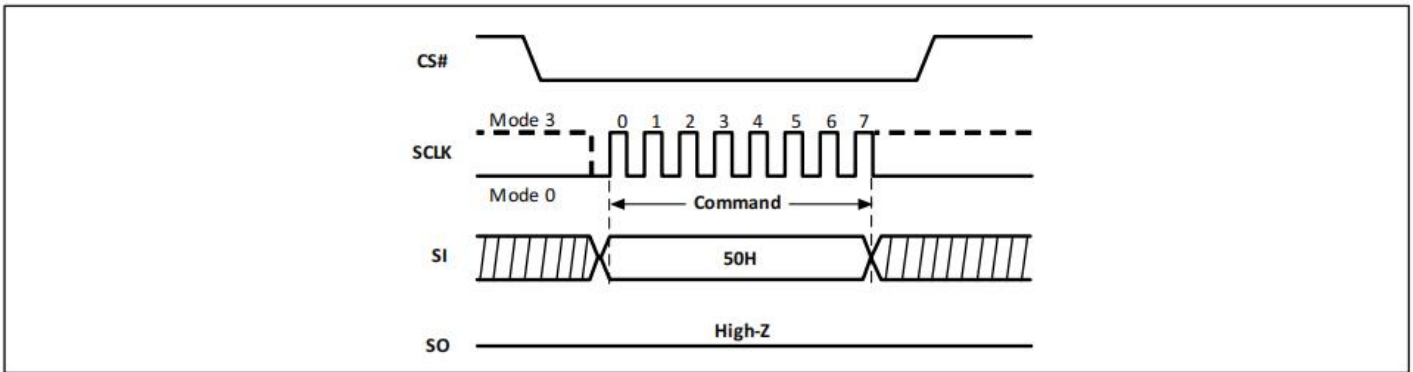 CS#
Mode 3 0 1 2 3 4 5 6 7
SCLK
Mode 0
Command
SI 50H
High-Z
SO